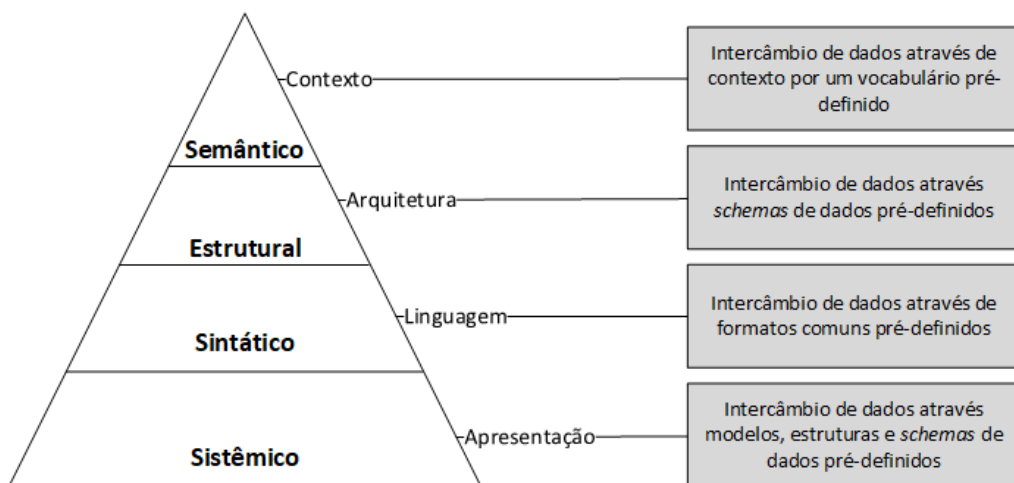 Contexto
Intercâmbio de dados através de
contexto por um vocabulário pré-
definido
Semântico
Arquitetura
Intercâmbio de dados através
schemas de dados pré-definidos
Estrutural
Linguagem
Intercâmbio de dados através de
formatos comuns pré-definidos
Sintático
Apresentação
Intercâmbio de dados através
modelos, estruturas e schemas de
dados pré-definidos
Sistêmico